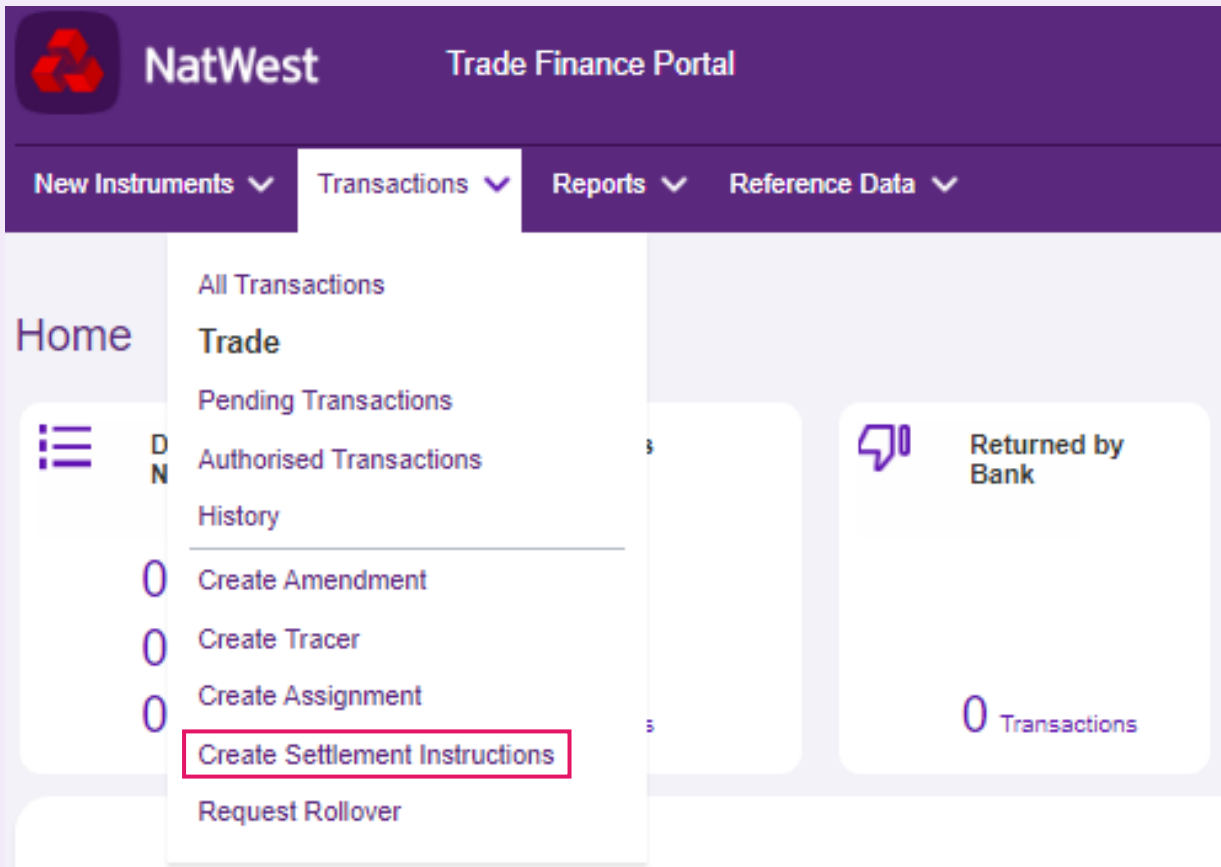 NatWest
Trade Finance Portal
New Instruments
Transactions
Reports
Reference Data
All Transactions
Home
Trade
Pending Transactions
Authorised Transactions
History
Create Amendment
Create Tracer
Create Assignment
Create Settlement Instructions
Request Rollover
0
0
0
Returned by
Bank
0 Transactions